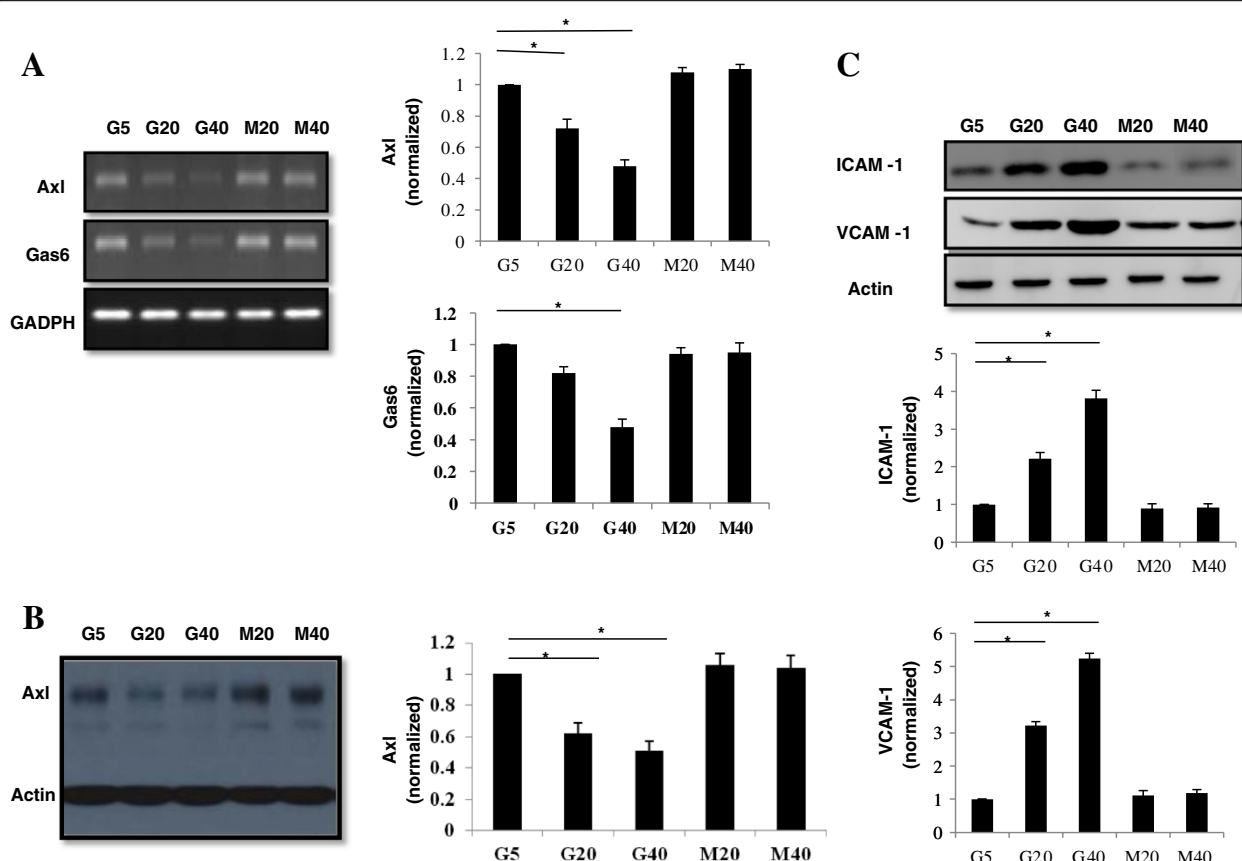 A
G5 G20 G40 M20 M40
Axl
Gas6
GADPH
*
*
Axl
(normalized)
1.2
1
0.8
0.6
0.4
0.2
0
G5 G20 G40 M20 M40
*
Gas6
(normalized)
1.2
1
0.8
0.6
0.4
0.2
0
G5 G20 G40 M20 M40
B
G5 G20 G40 M20 M40
Axl
Actin
*
*
Axl
(normalized)
1.2
1
0.8
0.6
0.4
0.2
0
G5 G20 G40 M20 M40
C
G5 G20 G40 M20 M40
ICAM -1
VCAM -1
Actin
*
*
ICAM-1
(normalized)
5
4
3
2
1
0
G5 G20 G40 M20 M40
*
*
VCAM-1
(normalized)
6
5
4
3
2
1
0
G5 G20 G40 M20 M40